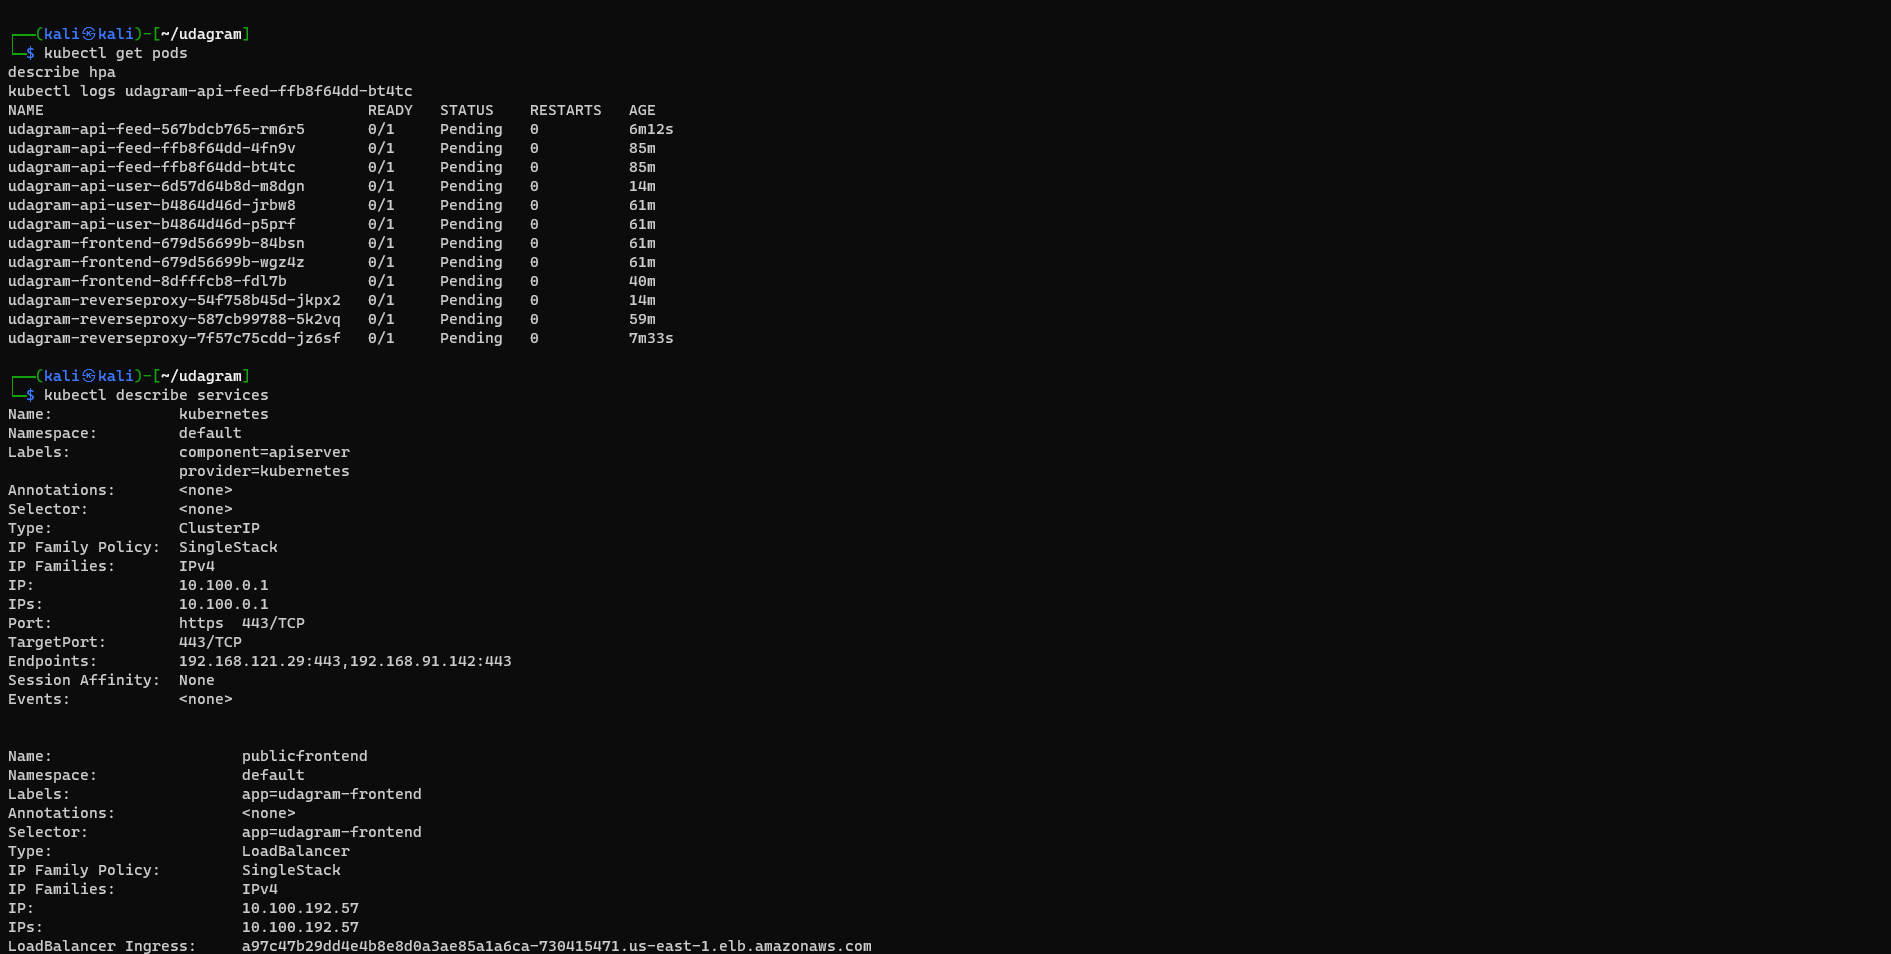 ┌──(kali㉿kali)-[~/udagram]
└─$ kubectl get pods
describe hpa
kubectl logs udagram-api-feed-ffb8f64dd-bt4tc
NAME                                    READY   STATUS    RESTARTS   AGE
udagram-api-feed-567bdcb765-rm6r5       0/1     Pending   0          6m12s
udagram-api-feed-ffb8f64dd-4fn9v        0/1     Pending   0          85m
udagram-api-feed-ffb8f64dd-bt4tc        0/1     Pending   0          85m
udagram-api-user-6d57d64b8d-m8dgn       0/1     Pending   0          14m
udagram-api-user-b4864d46d-jrbw8        0/1     Pending   0          61m
udagram-api-user-b4864d46d-p5prf        0/1     Pending   0          61m
udagram-frontend-679d56699b-84bsn       0/1     Pending   0          61m
udagram-frontend-679d56699b-wgz4z       0/1     Pending   0          61m
udagram-frontend-8dfffcb8-fdl7b         0/1     Pending   0          40m
udagram-reverseproxy-54f758b45d-jkpx2   0/1     Pending   0          14m
udagram-reverseproxy-587cb99788-5k2vq   0/1     Pending   0          59m
udagram-reverseproxy-7f57c75cdd-jz6sf   0/1     Pending   0          7m33s
┌──(kali㉿kali)-[~/udagram]
└─$ kubectl describe services
Name:              kubernetes
Namespace:         default
Labels:            component=apiserver
                   provider=kubernetes
Annotations:       <none>
Selector:          <none>
Type:              ClusterIP
IP Family Policy:  SingleStack
IP Families:       IPv4
IP:                10.100.0.1
IPs:               10.100.0.1
Port:              https  443/TCP
TargetPort:        443/TCP
Endpoints:         192.168.121.29:443,192.168.91.142:443
Session Affinity:  None
Events:            <none>
Name:                     publicfrontend
Namespace:                default
Labels:                   app=udagram-frontend
Annotations:              <none>
Selector:                 app=udagram-frontend
Type:                     LoadBalancer
IP Family Policy:         SingleStack
IP Families:              IPv4
IP:                       10.100.192.57
IPs:                      10.100.192.57
LoadBalancer Ingress:     a97c47b29dd4e4b8e8d0a3ae85a1a6ca-730415471.us-east-1.elb.amazonaws.com